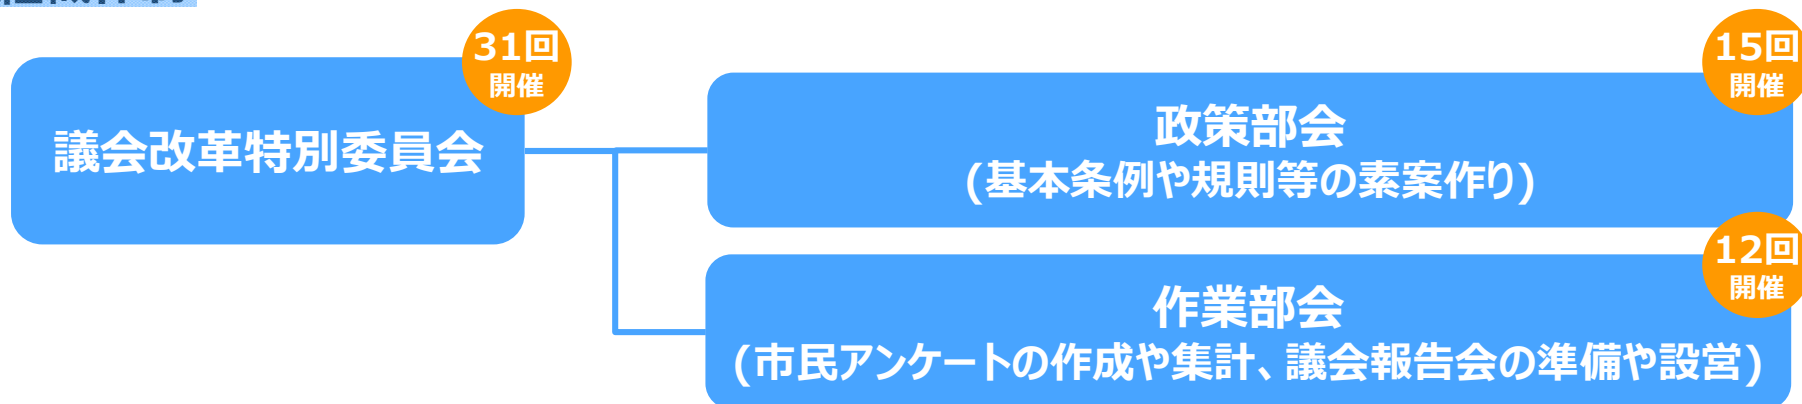 31回
開催
議会改革特別委員会
15回
開催
政策部会
(基本条例や規則等の素案作り)
12回
開催
作業部会
(市民アンケートの作成や集計、議会報告会の準備や設営)